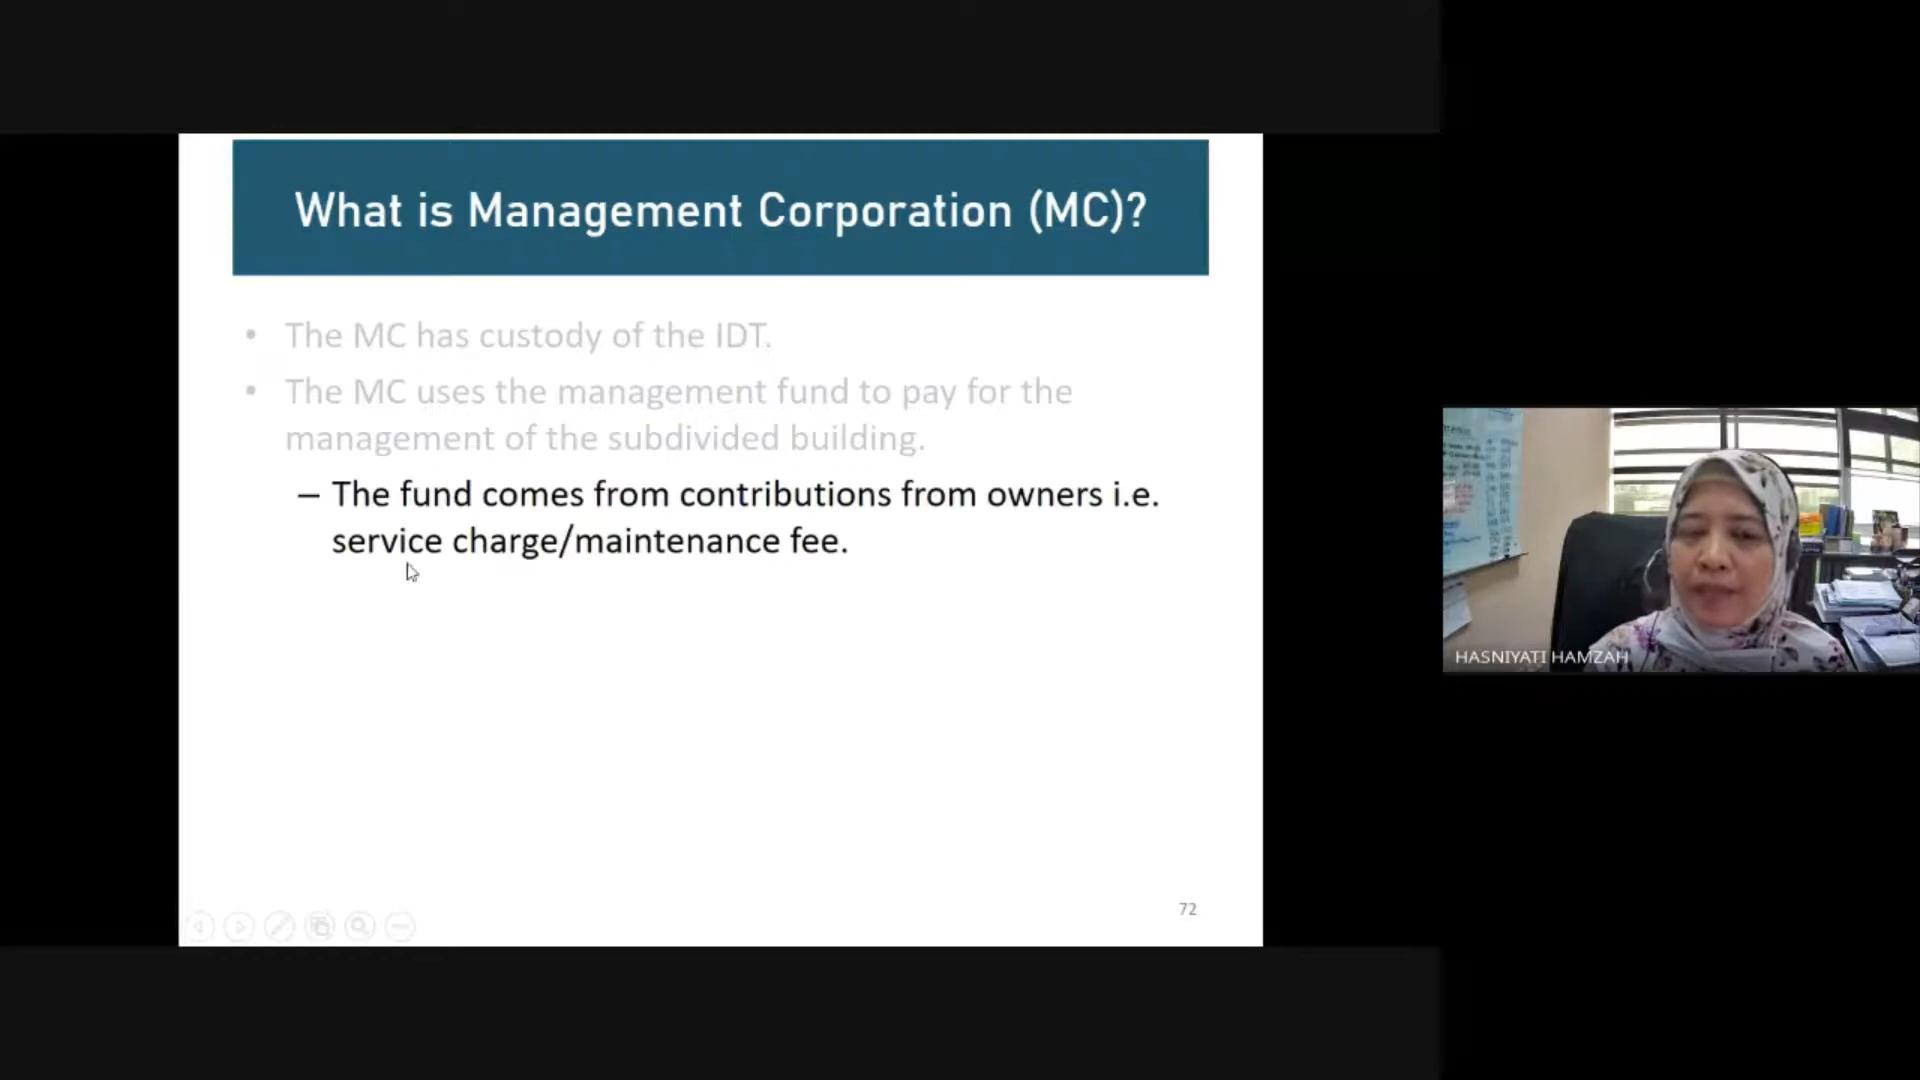 What is Management Corporation (MC)?
• The MC has custody of the IDT.
• The MC uses the management fund to pay for the
management of the subdivided building.
– The fund comes from contributions from owners i.e.
service charge/maintenance fee.
HASNIYATI HAMZAH
72